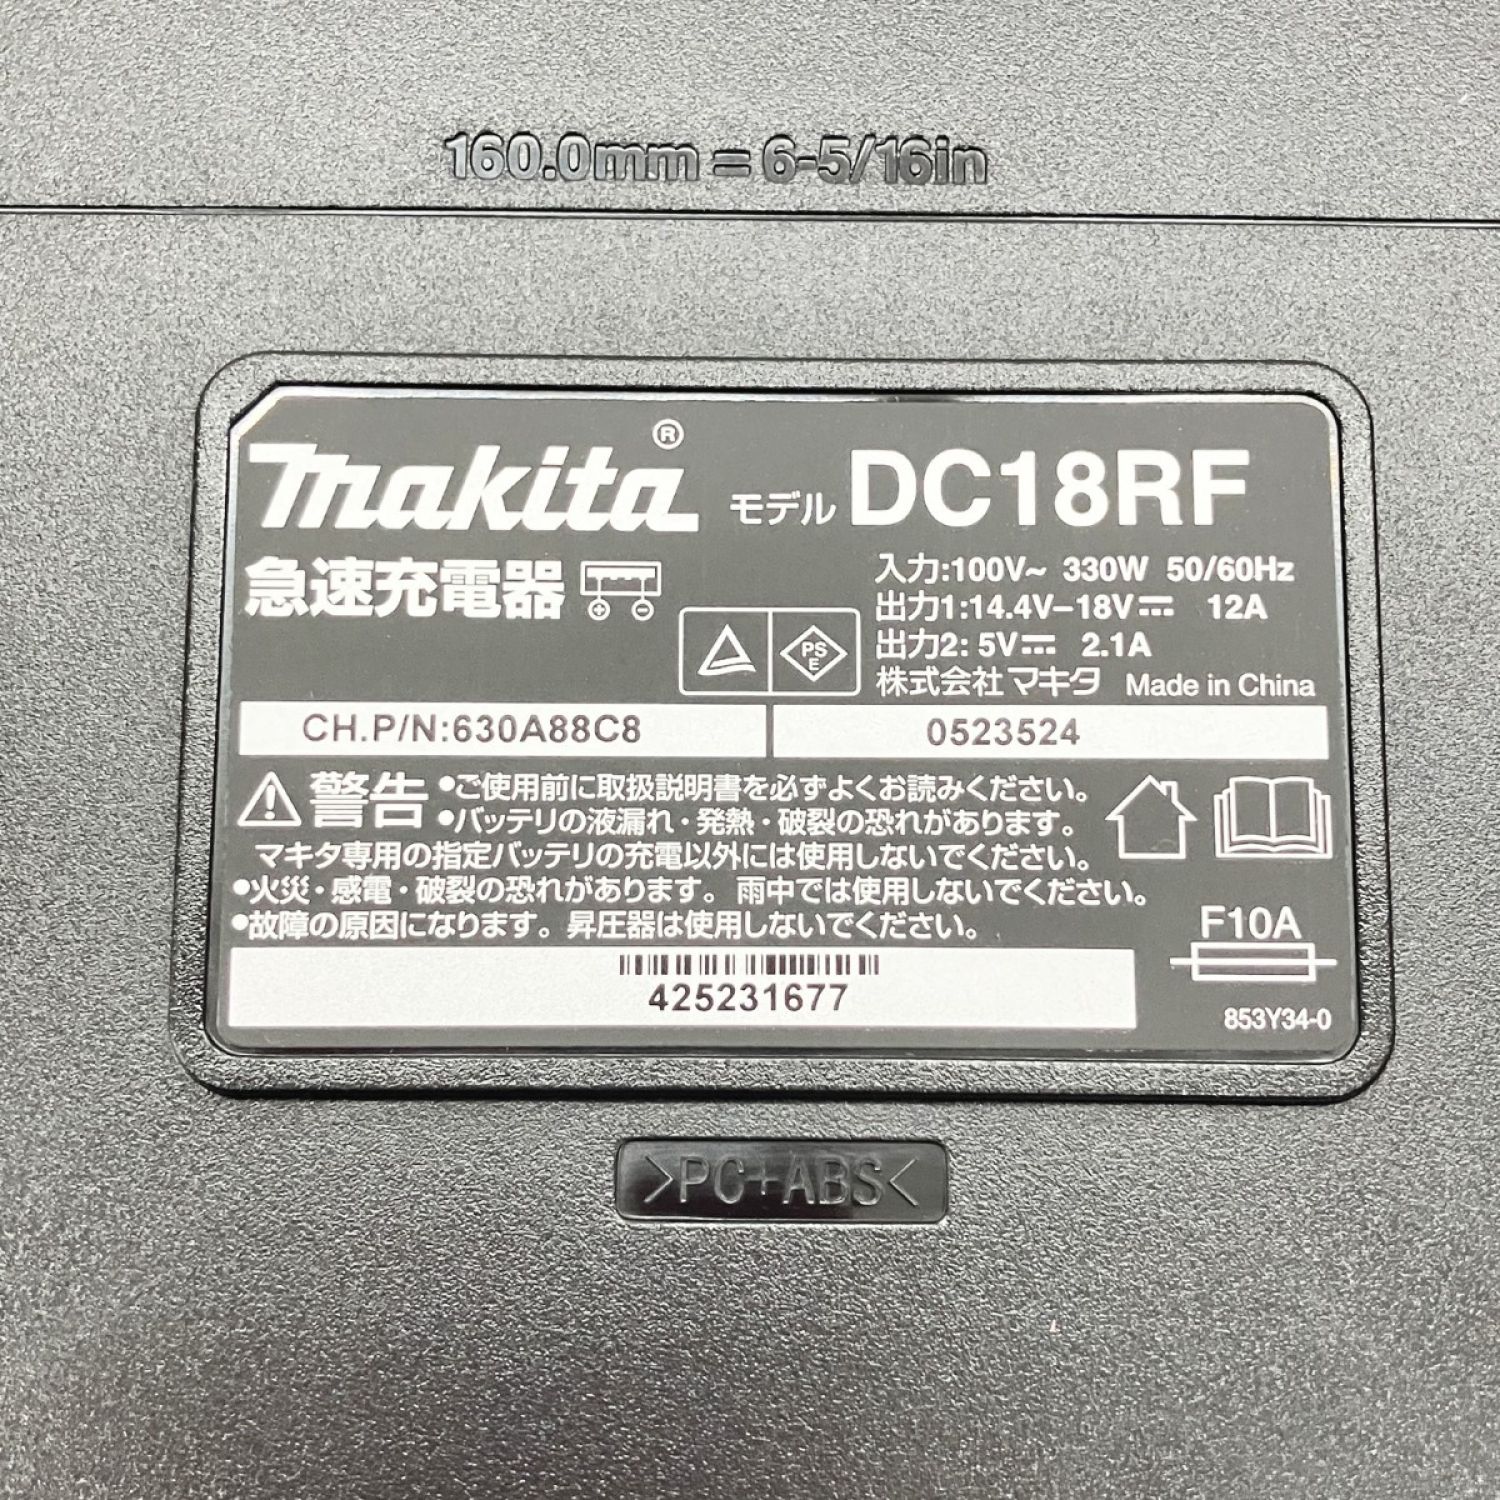 160.0mm = 6-5/16in
makita® モデル DC18RF
急速充電器
入力:100V~ 330W 50/60Hz
出力1:14.4V–18V⎓ 12A
出力2: 5V⎓ 2.1A
PS
E
株式会社マキタ Made in China
CH.P/N:630A88C8 0523524
警告 •ご使用前に取扱説明書を必ずよくお読みください。
•バッテリの液漏れ・発熱・破裂の恐れがあります。
マキタ専用の指定バッテリの充電以外には使用しないでください。
•火災・感電・破裂の恐れがあります。雨中では使用しないでください。
•故障の原因になります。昇圧器は使用しないでください。
F10A
425231677
853Y34-0
>PC+ABS<